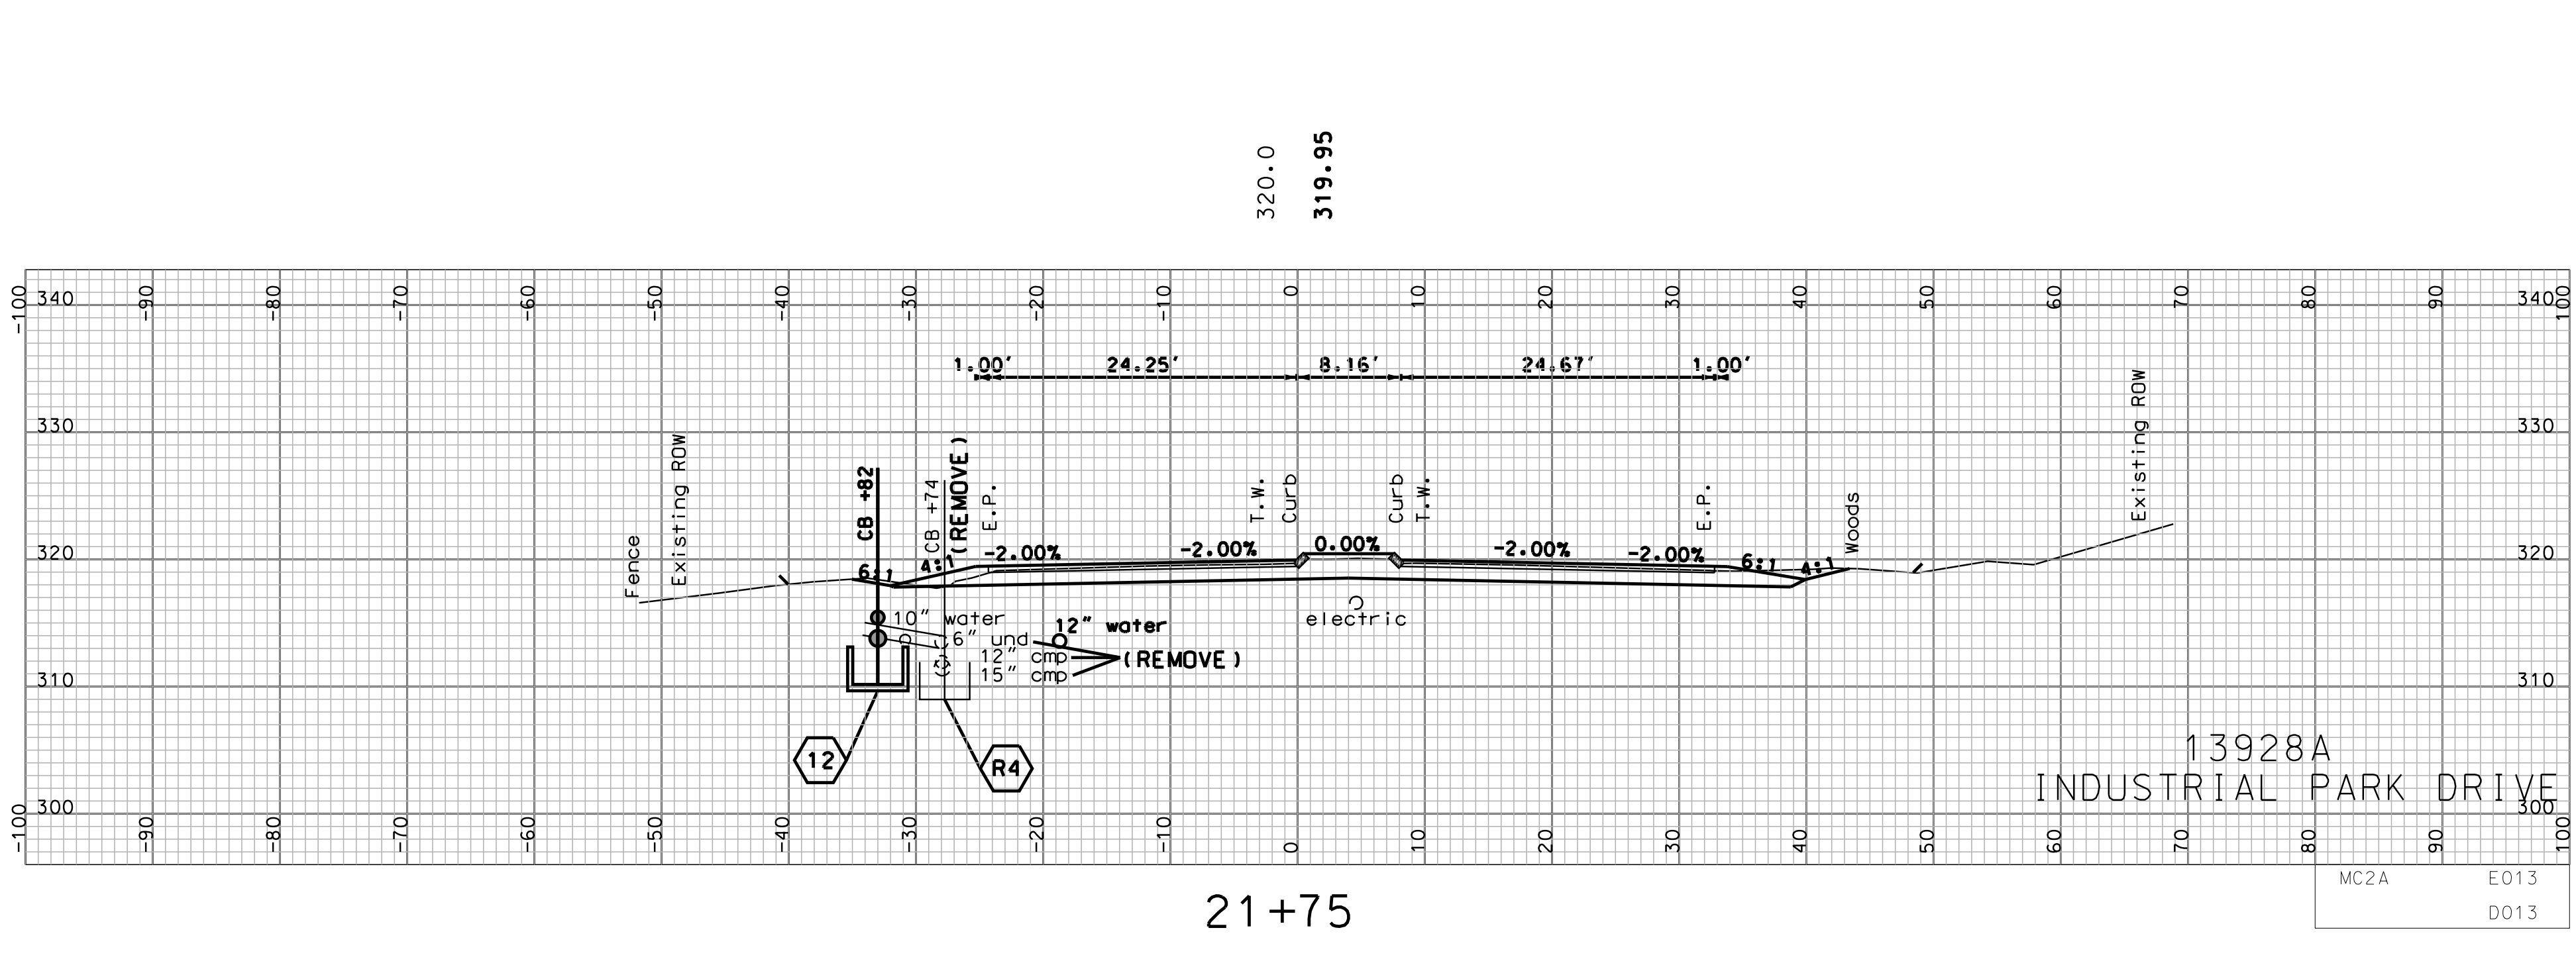 320.0
319.95
-100 -90 -80 -70 -60 -50 -40 -30 -20 -10 0 10 20 30 40 50 60 70 80 90 100
340 340
1.00' 24.25' 8.16' 24.67' 1.00'
330 330
Fence
Existing ROW
CB +82
CB +74
(REMOVE)
E.P.
T.W.
Curb
Curb
T.W.
E.P.
Woods
Existing ROW
320 320
6:1 4:1 -2.00% -2.00% 0.00% -2.00% -2.00% 6:1 4:1
10" water
electric
12" water
6" und
12" cmp
15" cmp
(REMOVE)
310 310
12
R4
13928A
INDUSTRIAL PARK DRIVE
300 300
-100 -90 -80 -70 -60 -50 -40 -30 -20 -10 0 10 20 30 40 50 60 70 80 90 100
MC2A E013
D013
21+75